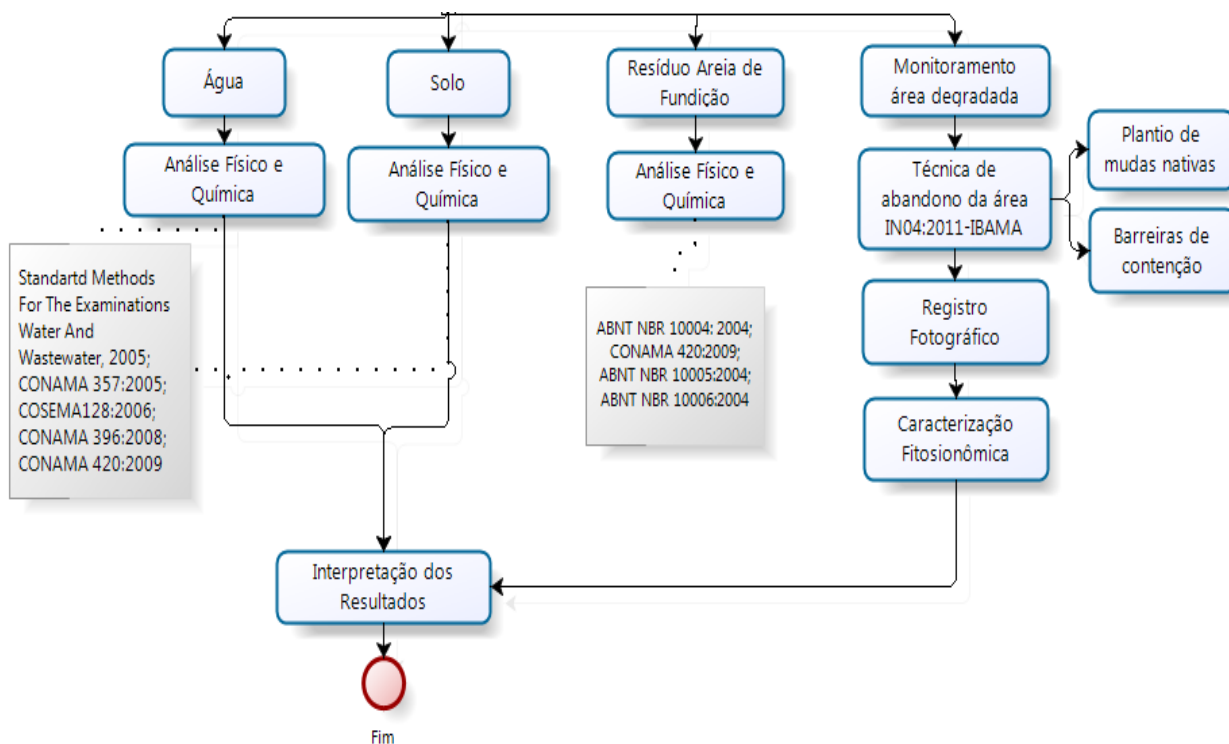 Água
Solo
Resíduo Areia de
Fundição
Monitoramento
área degradada
Análise Físico e
Química
Análise Físico e
Química
Análise Físico e
Química
Técnica de
abandono da área
IN04:2011-IBAMA
Plantio de
mudas nativas
Barreiras de
contenção
Standartd Methods
For The Examinations
Water And
Wastewater, 2005;
CONAMA 357:2005;
COSEMA128:2006;
CONAMA 396:2008;
CONAMA 420:2009
ABNT NBR 10004: 2004;
CONAMA 420:2009;
ABNT NBR 10005:2004;
ABNT NBR 10006:2004
Registro
Fotográfico
Caracterização
Fitosionômica
Interpretação dos
Resultados
Fim